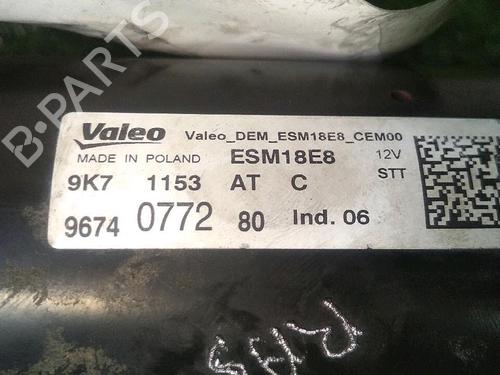 B-PARTS
Valeo Valeo_DEM_ESM18E8_CEM00
MADE IN POLAND ESM18E8 12V
9K7 1153 AT C STT
9674 0772 80 Ind. 06